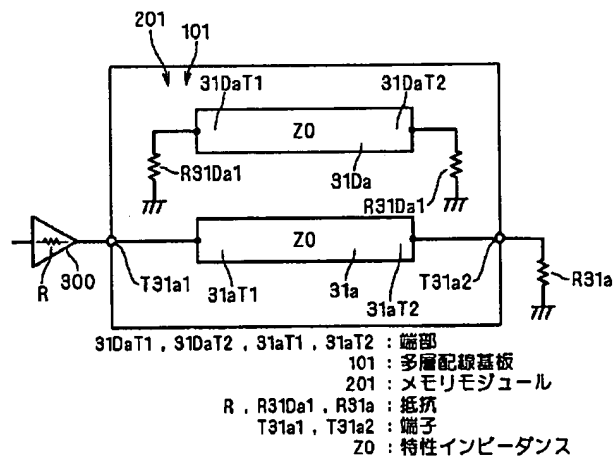 201 101
31DaT1 31DaT2
Z0
R31Da1 31Da R31Da1
Z0
R 300 T31a1 31aT1 31a 31aT2 T31a2 R31a
31DaT1 , 31DaT2 , 31aT1 , 31aT2 : 端部
101 : 多層配線基板
201 : メモリモジュール
R , R31Da1 , R31a : 抵抗
T31a1 , T31a2 : 端子
Z0 : 特性インピーダンス